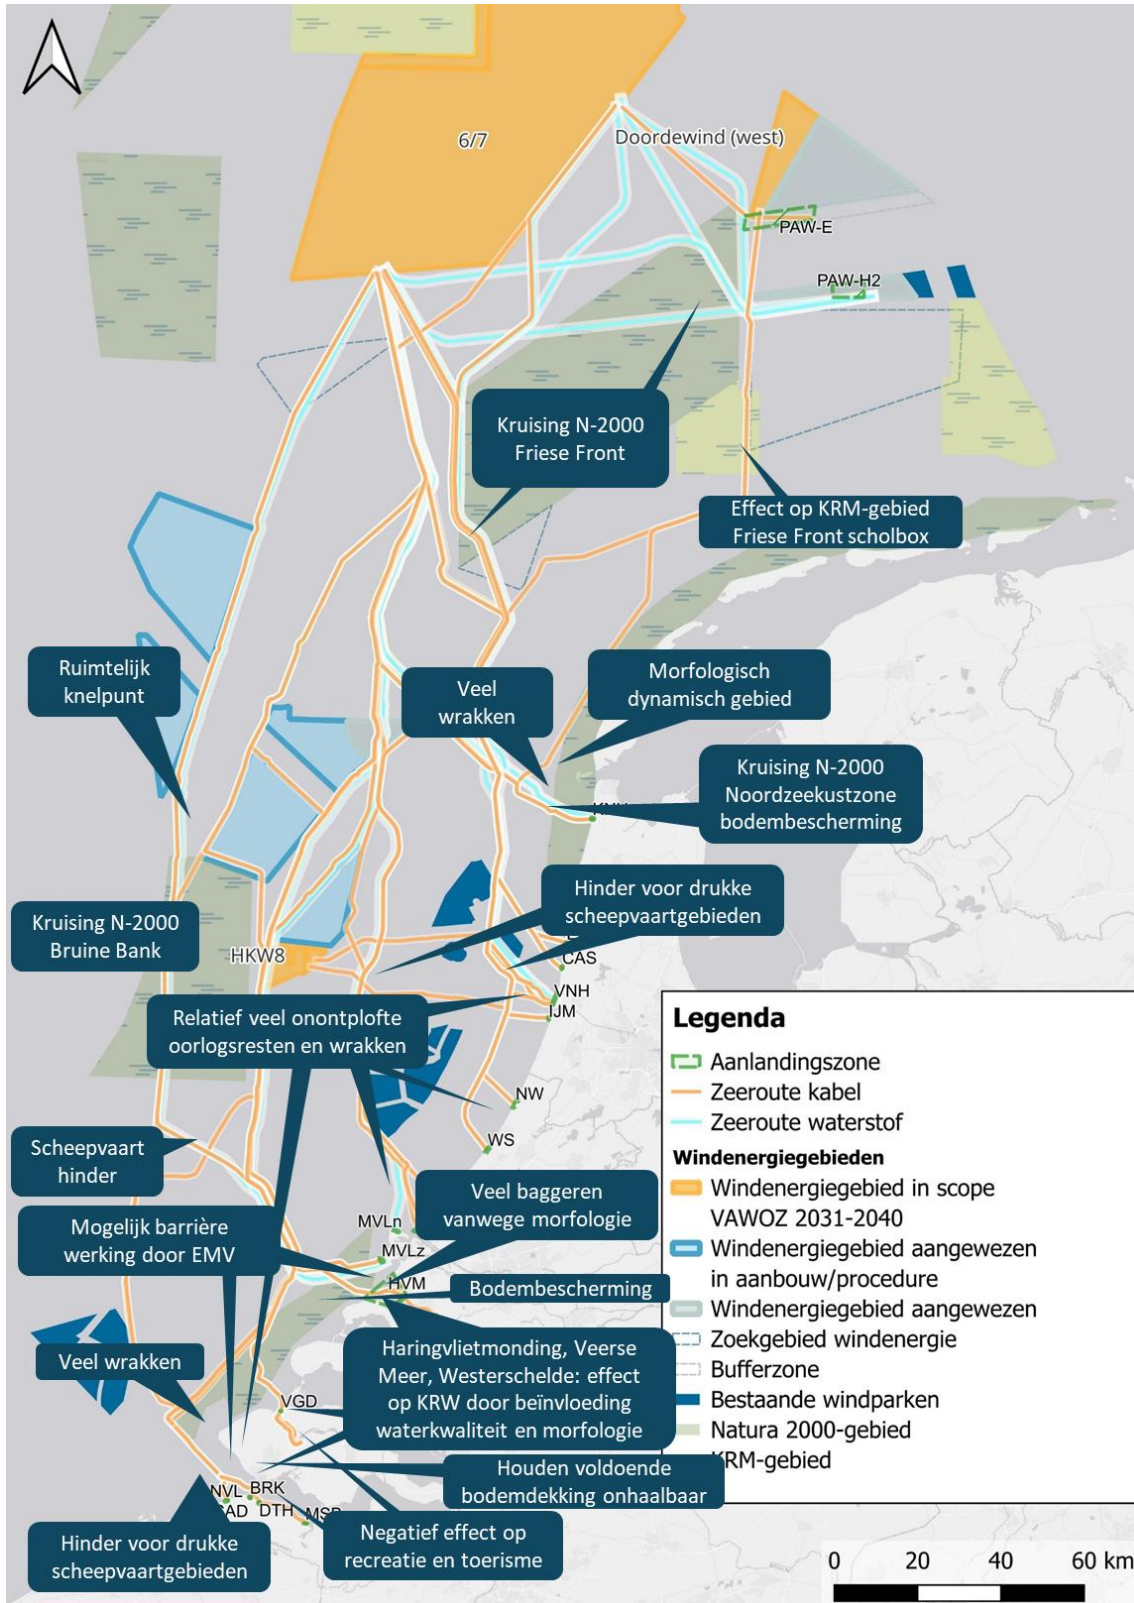 6/7
Doordewind (west)
PAW-E
PAW-H2
Kruising N-2000
Friese Front
Effect op KRM-gebied
Friese Front scholbox
Ruimtelijk
knelpunt
Veel
wrakken
Morfologisch
dynamisch gebied
Kruising N-2000
Noordzeekustzone
bodembescherming
Hinder voor drukke
scheepvaartgebieden
Kruising N-2000
Bruine Bank
HKW8
CAS
VNH
IJM
Relatief veel onontplofte
oorlogsresten en wrakken
NW
WS
Scheepvaart
hinder
Veel baggeren
vanwege morfologie
Mogelijk barrière
werking door EMV
MVLn
MVLz
HVM
Bodembescherming
Veel wrakken
Haringvlietmonding, Veerse
Meer, Westerschelde: effect
op KRW door beïnvloeding
waterkwaliteit en morfologie
VGD
Houden voldoende
bodemdekking onhaalbaar
NVL
BRK
DTH
Hinder voor drukke
scheepvaartgebieden
Negatief effect op
recreatie en toerisme
Legenda
Aanlandingszone
Zeeroute kabel
Zeeroute waterstof
Windenergiegebieden
Windenergiegebied in scope
VAWOZ 2031-2040
Windenergiegebied aangewezen
in aanbouw/procedure
Windenergiegebied aangewezen
Zoekgebied windenergie
Bufferzone
Bestaande windparken
Natura 2000-gebied
KRM-gebied
0 20 40 60 km